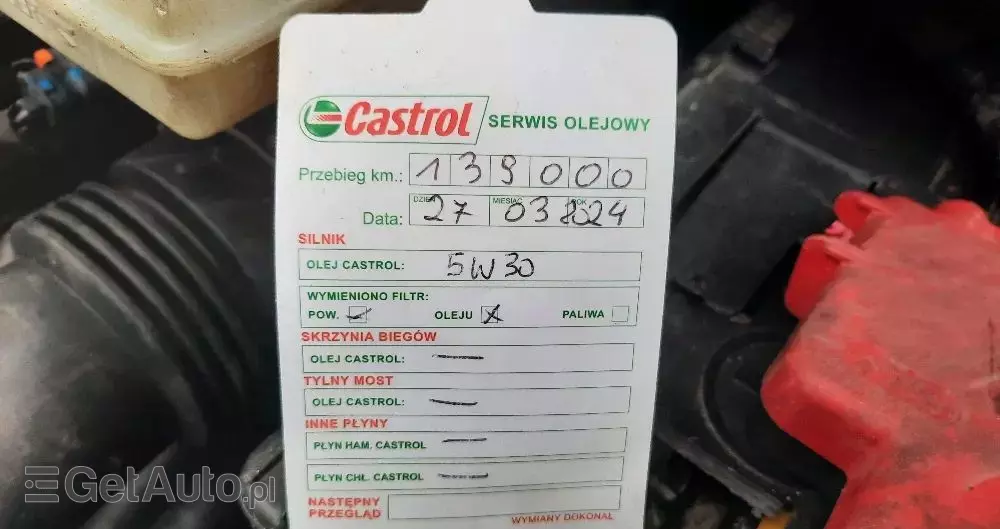 Castrol SERWIS OLEJOWY
Przebieg km.: 139000
DZIEŃ MIESIĄC ROK
Data: 27 03 2024
SILNIK
OLEJ CASTROL: 5W30
WYMIENIONO FILTR:
POW. OLEJU PALIWA
SKRZYNIA BIEGÓW
OLEJ CASTROL:
TYLNY MOST
OLEJ CASTROL:
INNE PŁYNY
PŁYN HAM. CASTROL
PŁYN CHŁ. CASTROL
NASTĘPNY
PRZEGLĄD
WYMIANY DOKONAŁ
GetAuto.pl